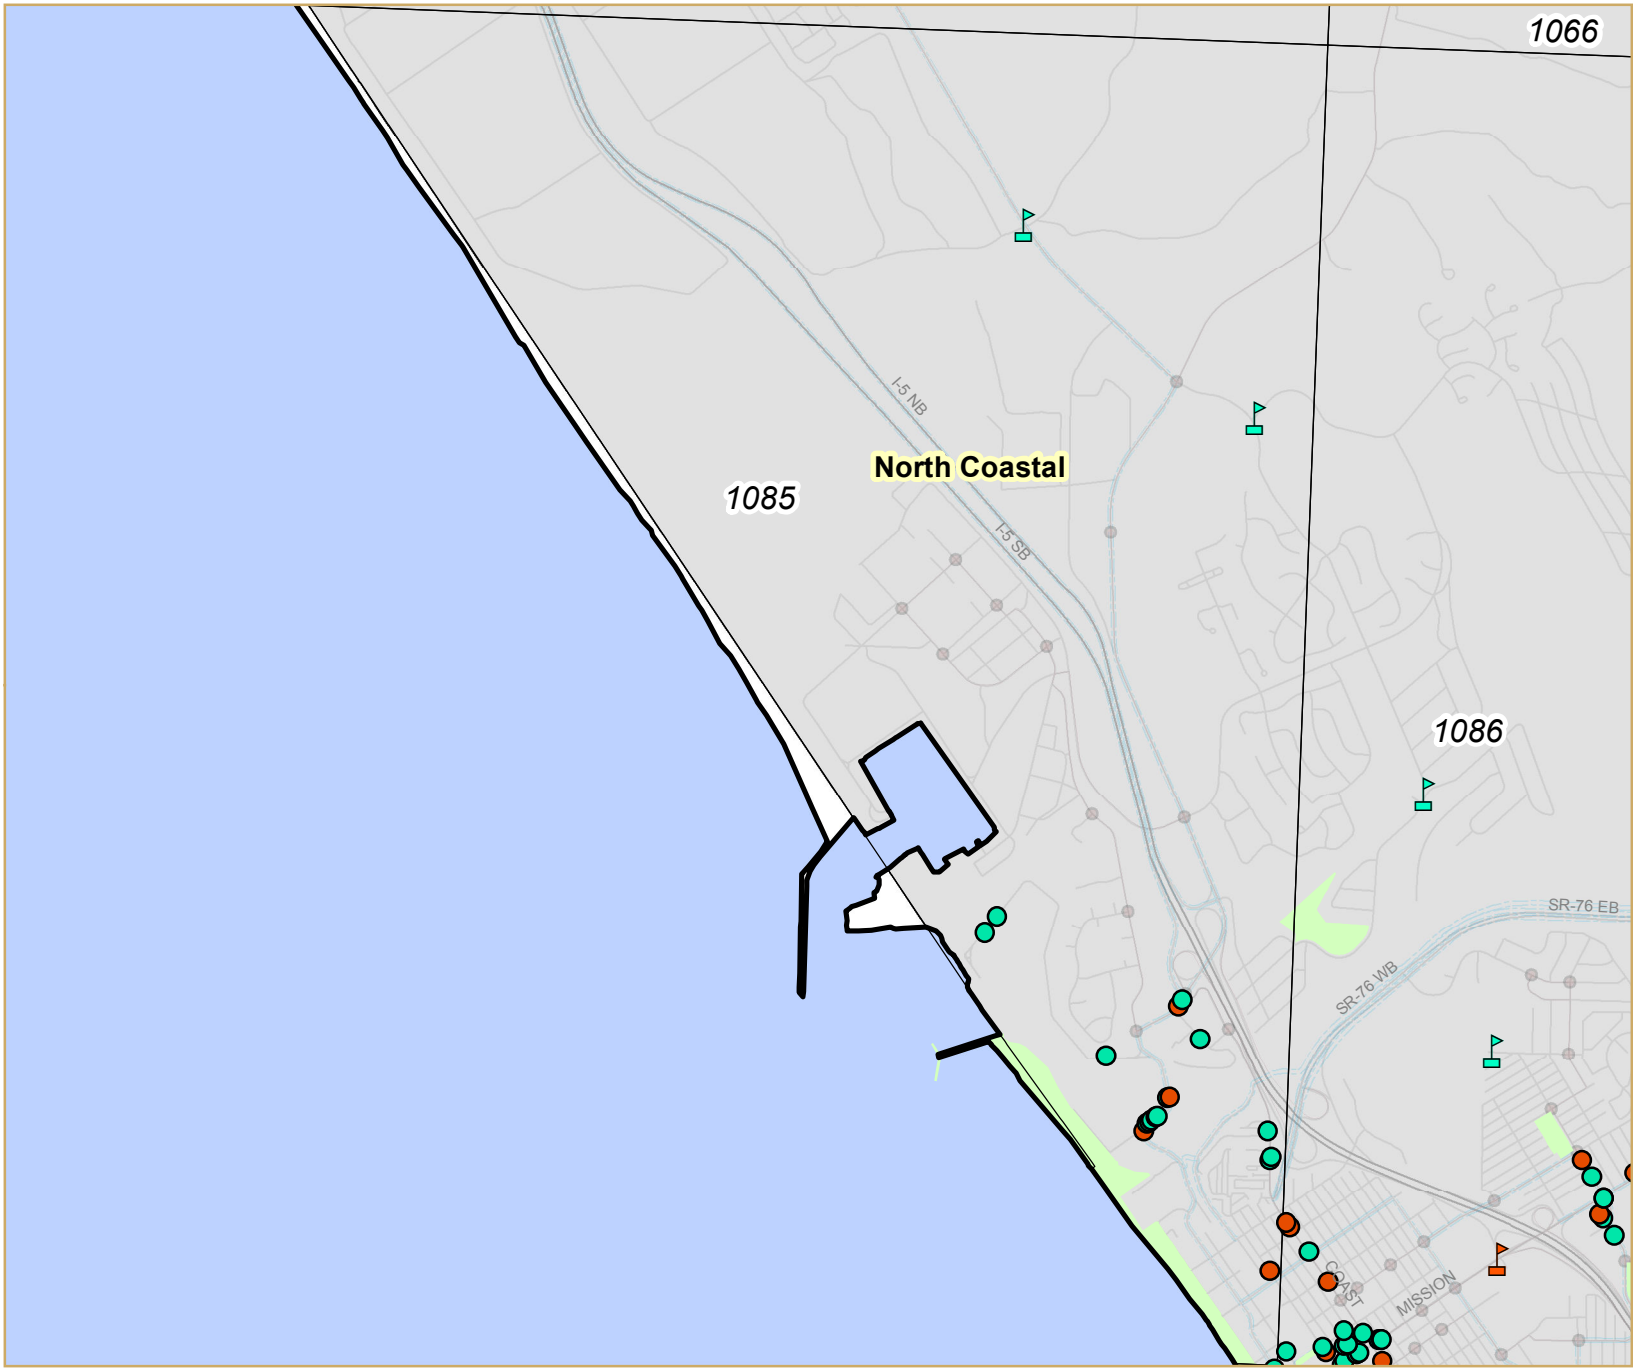 1066
I-5 NB
North Coastal
1085
I-5 SB
1086
SR-76 EB
SR-76 WB
COAST
MISSION